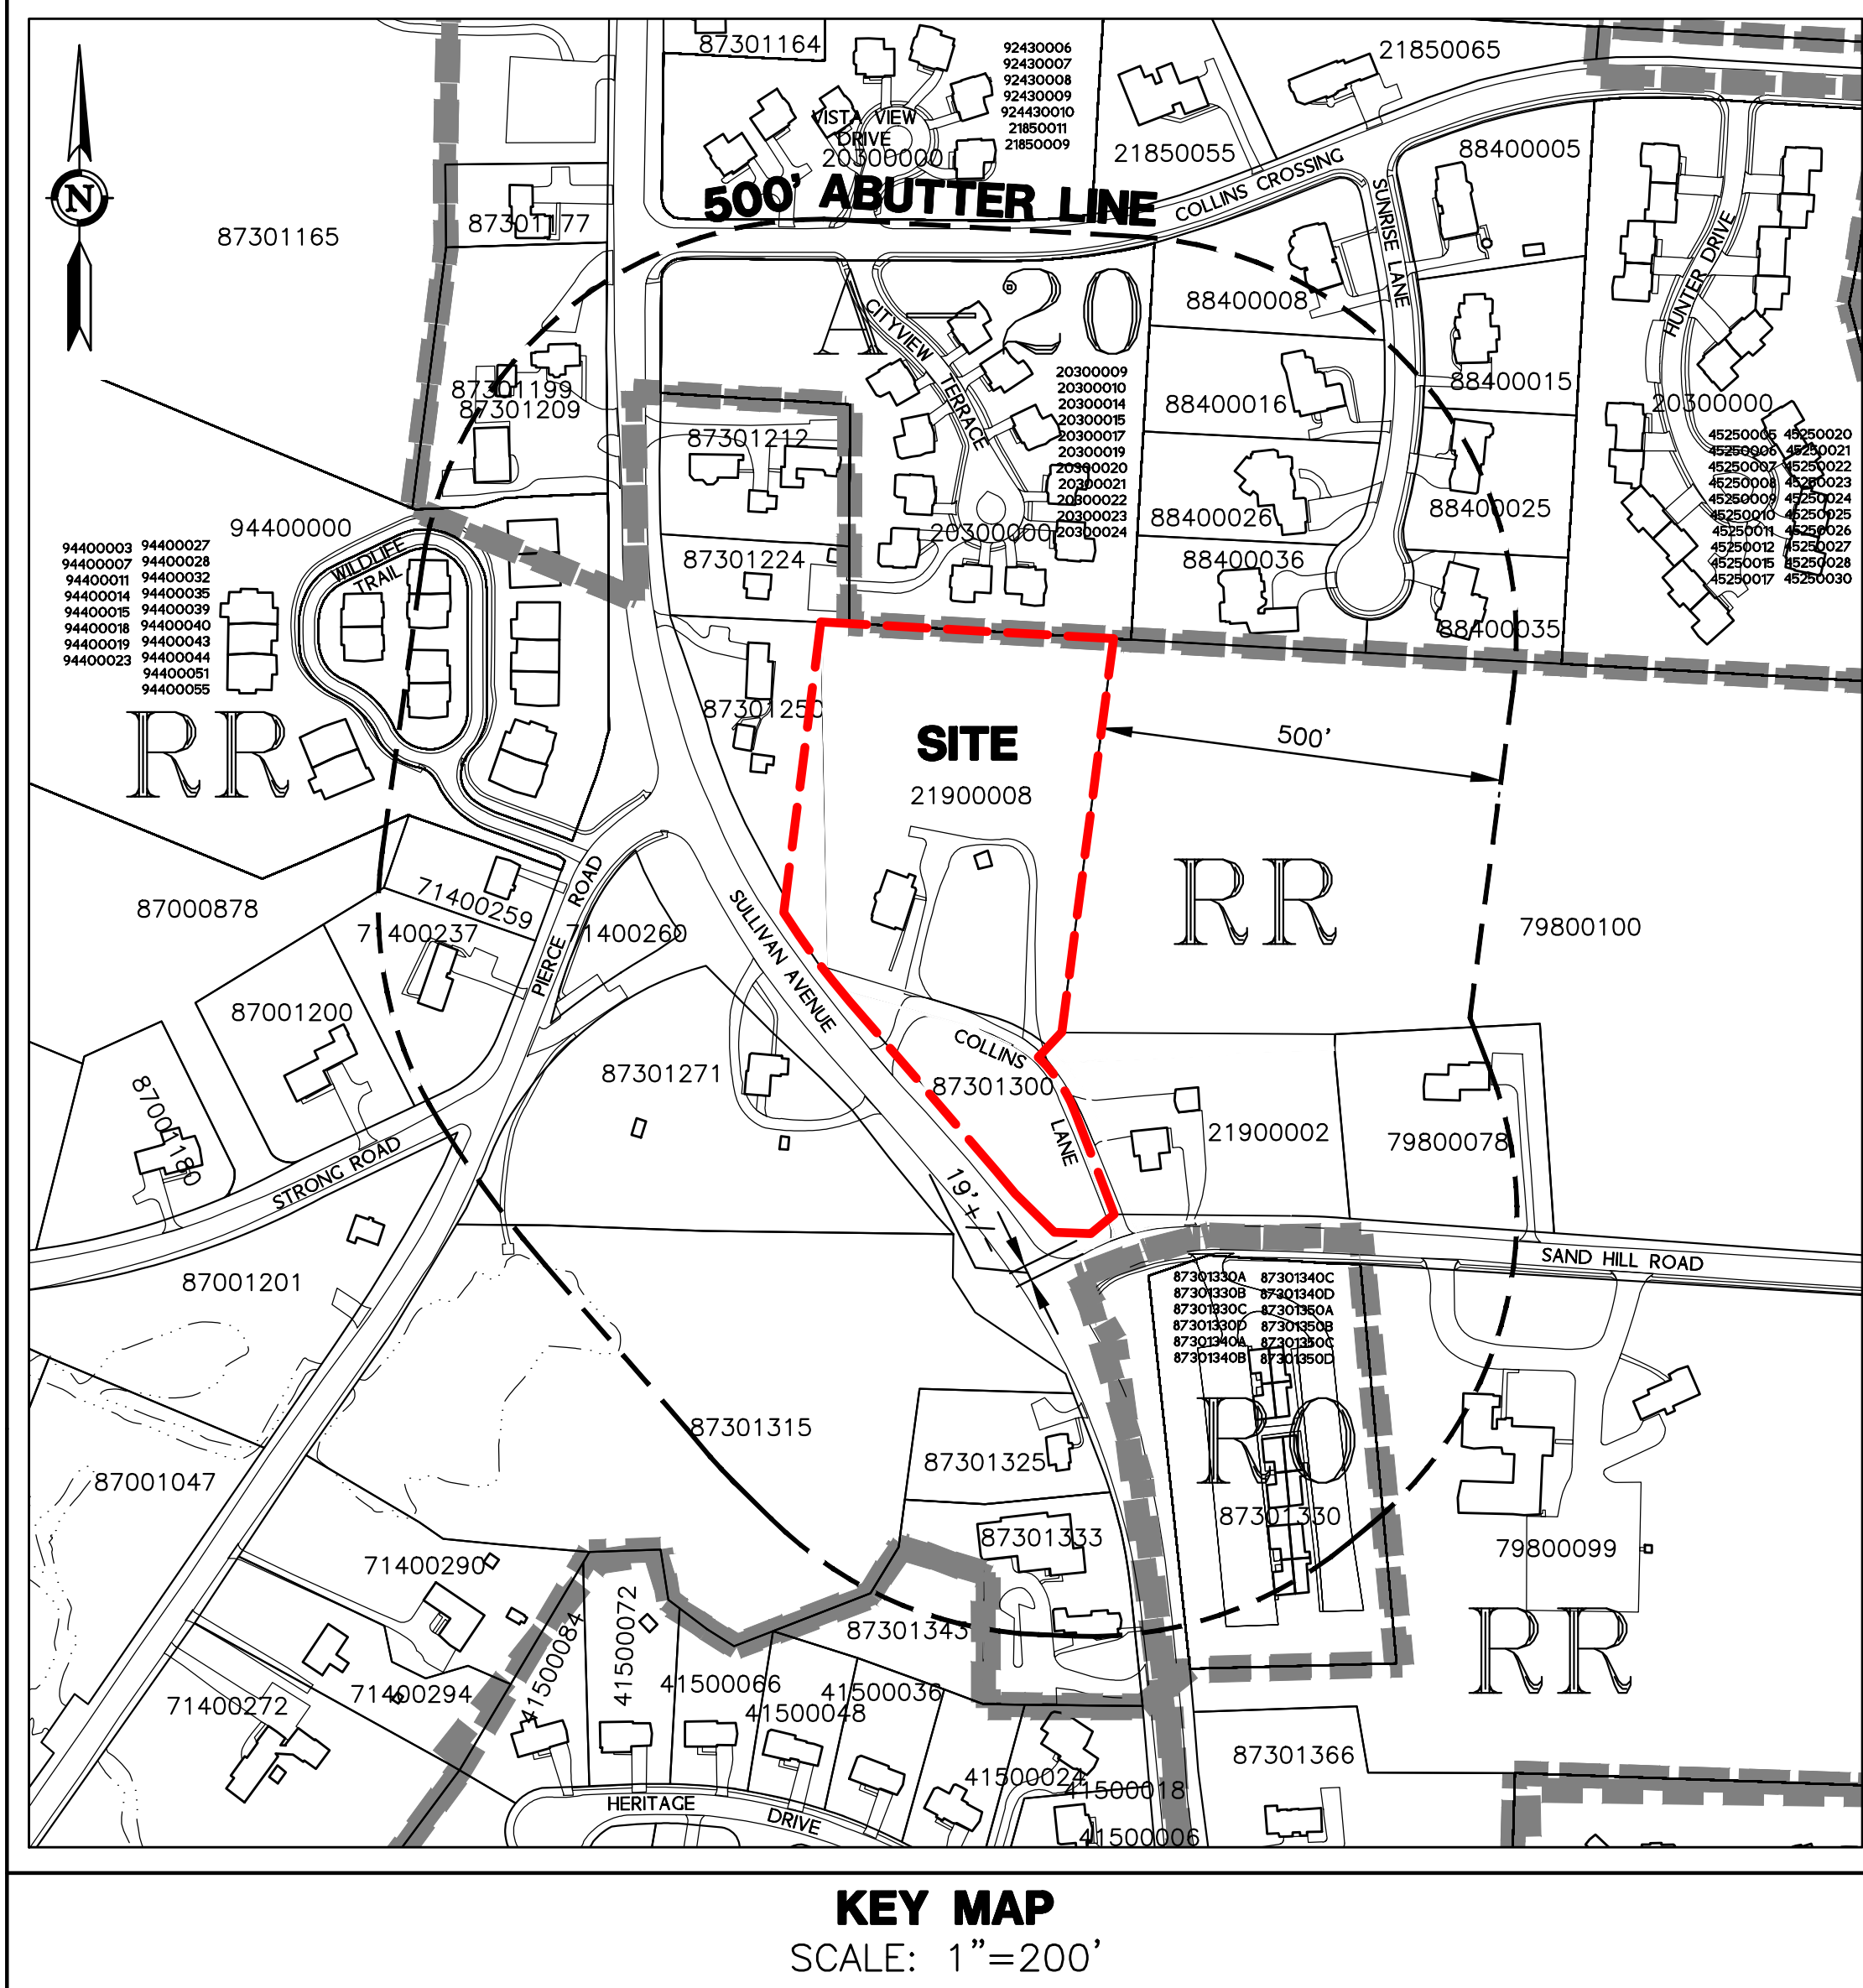 87301164
VISTA VIEW
DRIVE
20300000
92430006
92430007
92430008
92430009
924430010
21850011
21850009
21850065
21850055
88400005
COLLINS CROSSING
SUNRISE LANE
HUNTER DRIVE
N
87301165
87301177
500' ABUTTER LINE
A-20
CITYVIEW
TERRACE
88400008
88400015
88400016
20300000
87301199
87301209
87301212
20300009
20300010
20300014
20300015
20300017
20300019
20300020
20300021
20300022
20300023
20300024
20300000
88400025
88400026
88400036
88400035
45250005 45250020
45250006 45250021
45250007 45250022
45250008 45250023
45250009 45250024
45250010 45250025
45250011 45250026
45250012 45250027
45250015 45250028
45250017 45250030
94400000
WILDLIFE
TRAIL
94400003 94400027
94400007 94400028
94400011 94400032
94400014 94400035
94400015 94400039
94400018 94400040
94400019 94400043
94400023 94400044
94400051
94400055
87301224
87301250
RR
SITE
21900008
500'
RR
79800100
87000878
71400259
71400237
71400260
PIERCE ROAD
SULLIVAN AVENUE
87001200
87001180
STRONG ROAD
87301271
COLLINS
LANE
87301300
21900002
79800078
19'+/-
SAND HILL ROAD
87001201
87301330A 87301340C
87301330B 87301340D
87301330C 87301350A
87301330D 87301350B
87301340A 87301350C
87301340B 87301350D
RO
87301330
87301315
87301325
87301333
87301343
79800099
RR
87001047
71400290
71400294
71400272
41500084
41500072
41500066
41500048
41500036
41500024
41500018
41500006
87301366
HERITAGE
DRIVE
KEY MAP
SCALE: 1"=200'